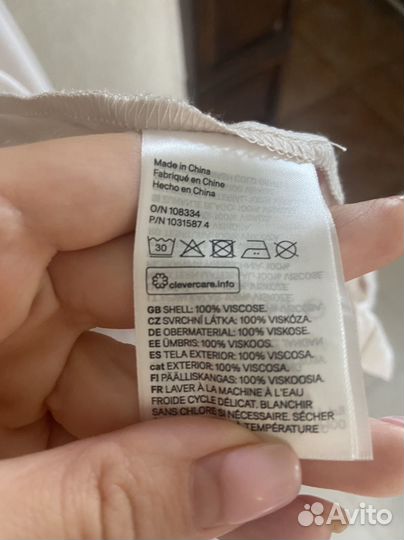 Made in China
Fabriqué en Chine
Hecho en China
O/N 108334
P/N 1031587 4
30
clevercare.info
GB SHELL: 100% VISCOSE.
CZ SVRCHNÍ LÁTKA: 100% VISKÓZA.
DE OBERMATERIAL: 100% VISKOSE.
EE ÜMBRIS: 100% VISKOOS.
ES TELA EXTERIOR: 100% VISCOSA.
cat EXTERIOR: 100% VISCOSA.
FI PÄÄLLISKANGAS: 100% VISKOOSIA.
FR LAVER À LA MACHINE À L'EAU
FROIDE CYCLE DÉLICAT. BLANCHIR
SANS CHLORE SI NÉCESSAIRE. SÉCHER
TEMPÉRATURE
Avito